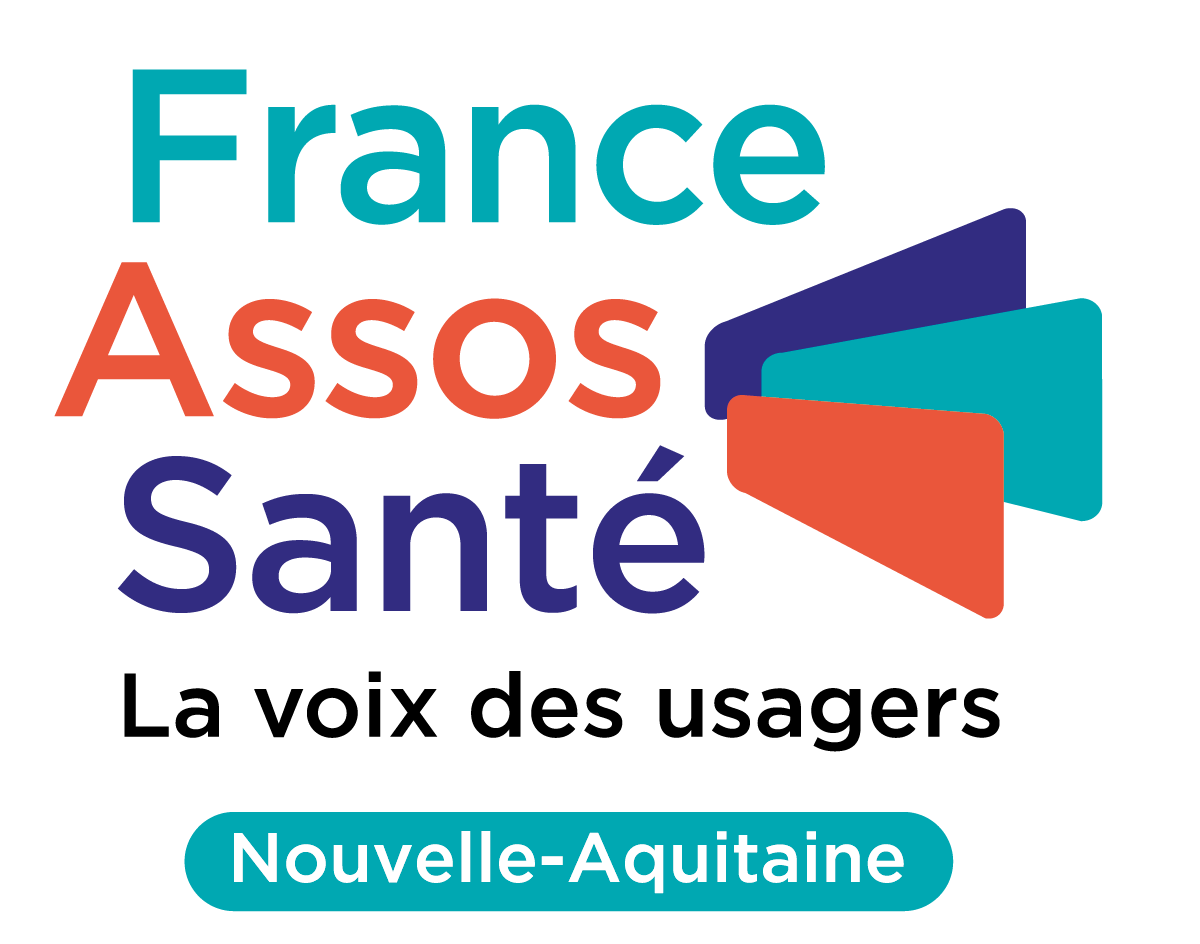 France
Assos
Santé
La voix des usagers
Nouvelle-Aquitaine